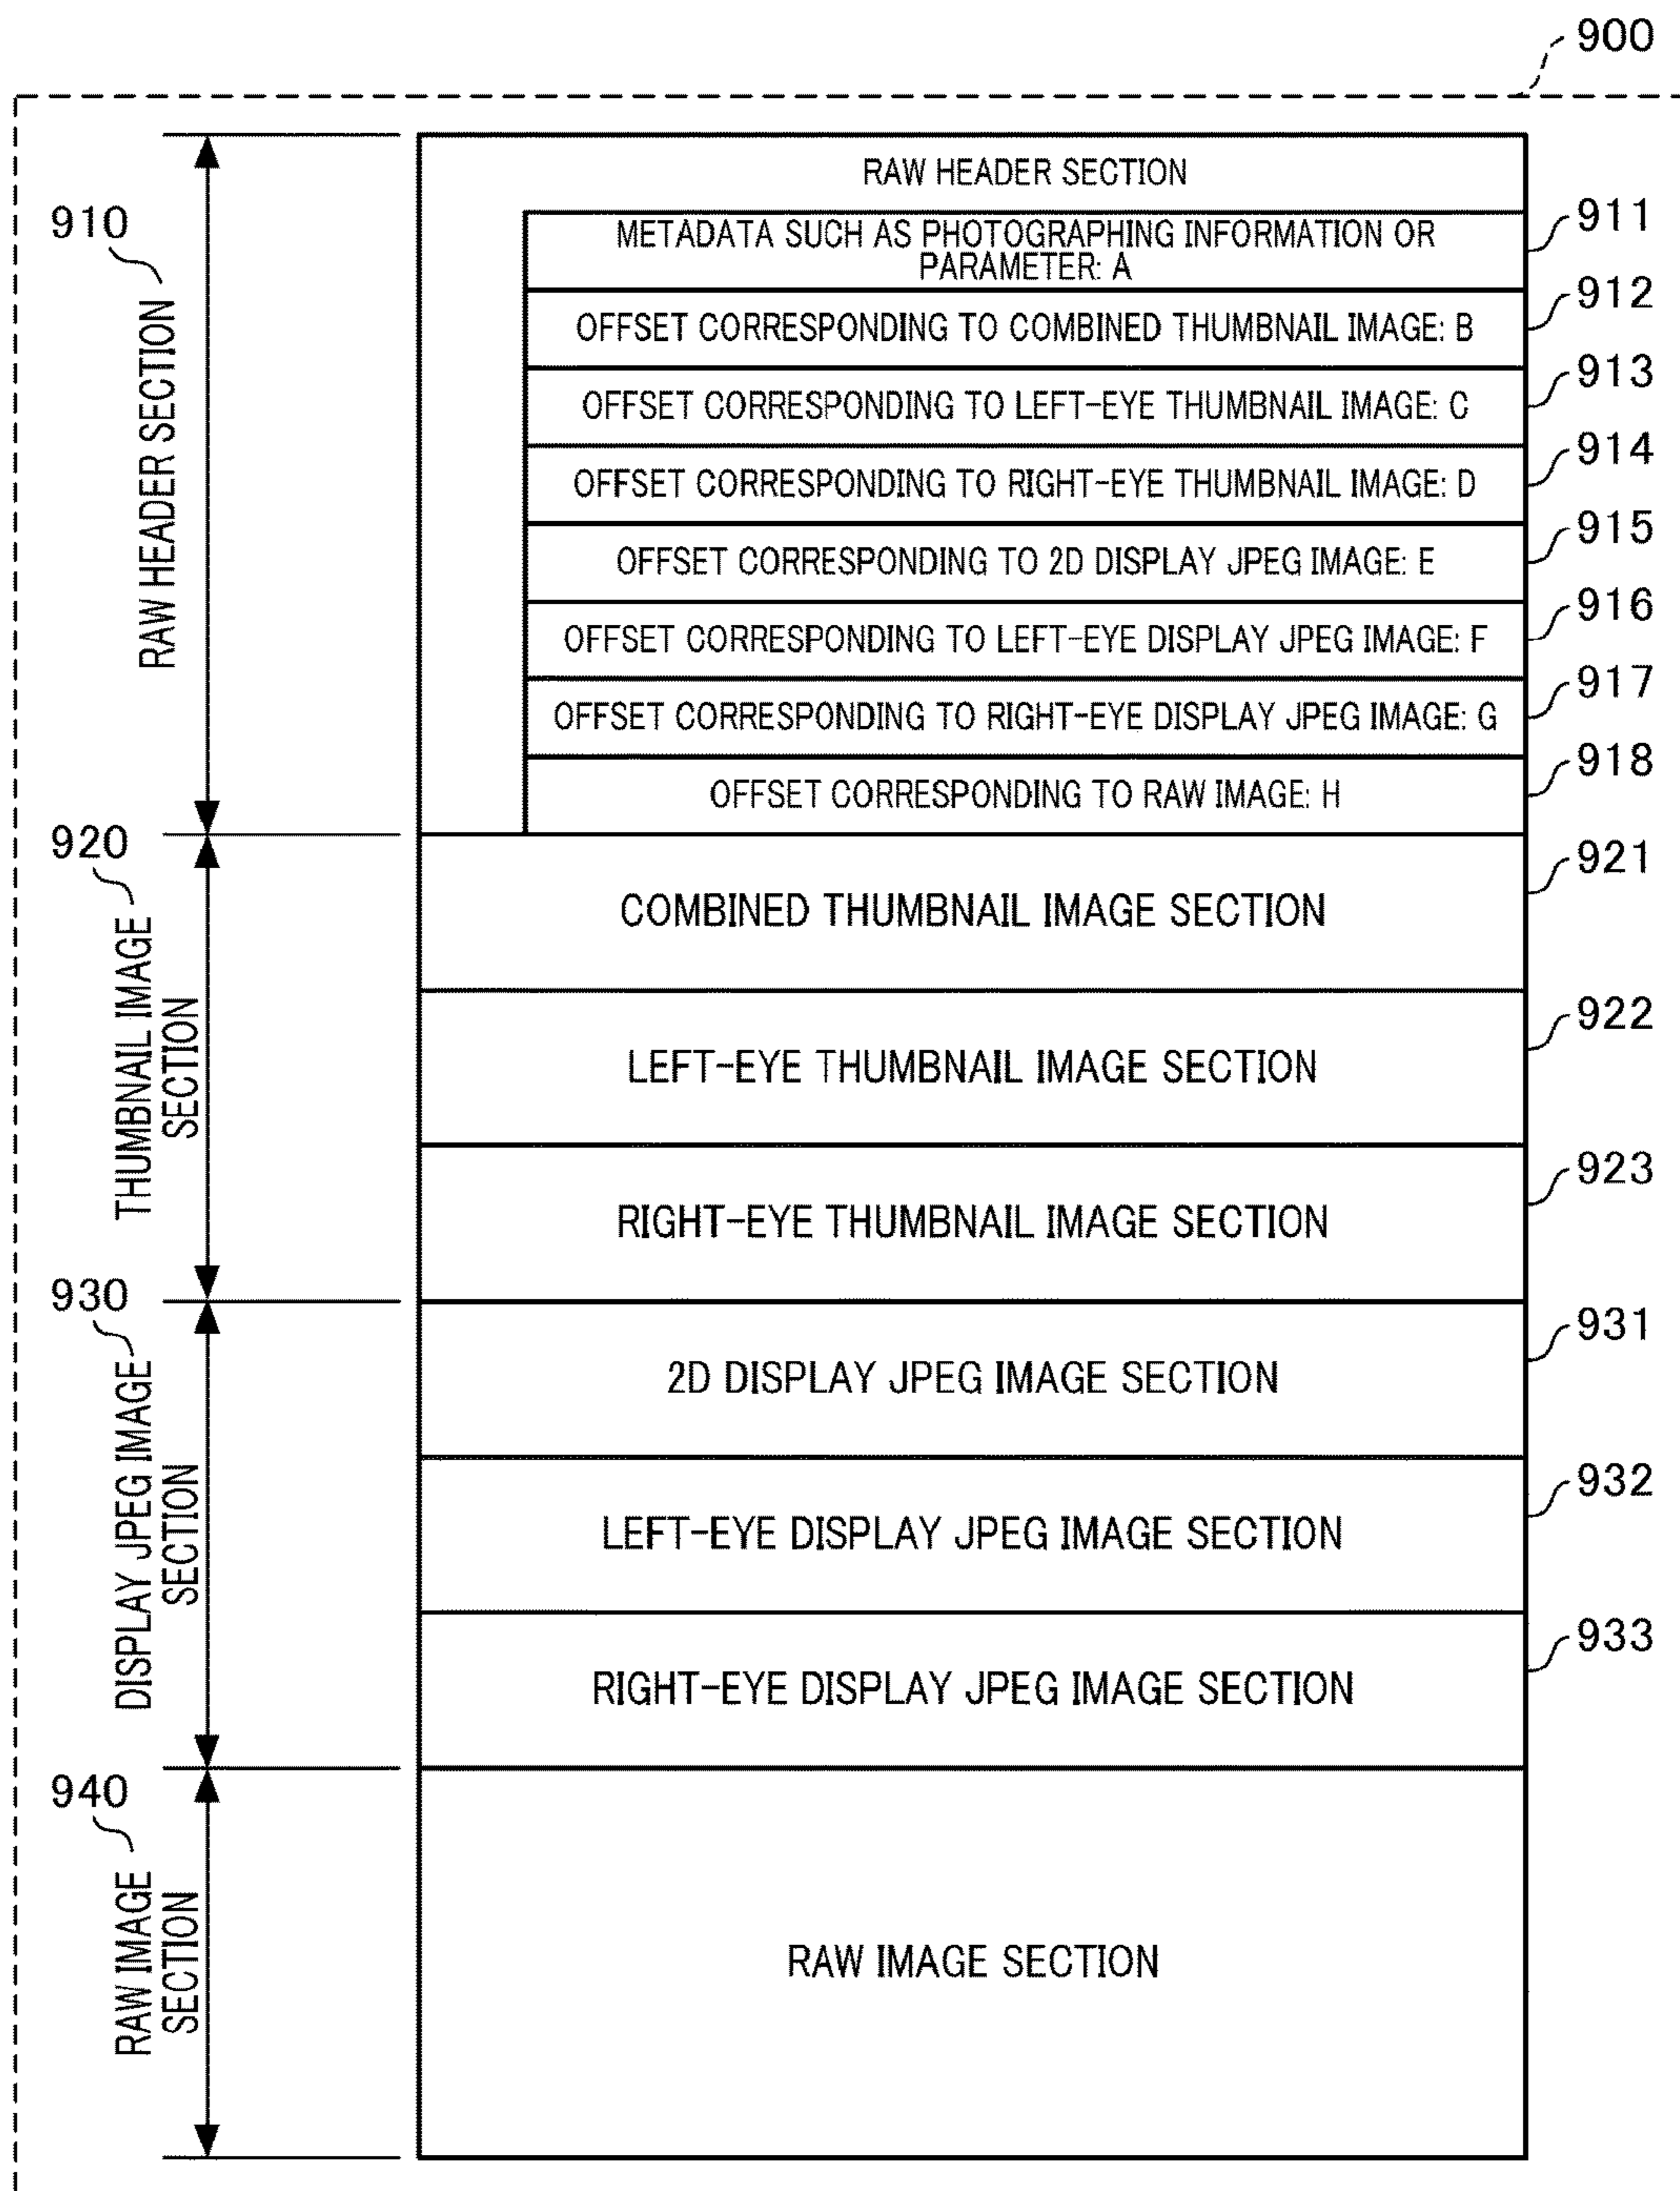 900
910
RAW HEADER SECTION
RAW HEADER SECTION
METADATA SUCH AS PHOTOGRAPHING INFORMATION OR
PARAMETER: A
911
OFFSET CORRESPONDING TO COMBINED THUMBNAIL IMAGE: B
912
OFFSET CORRESPONDING TO LEFT-EYE THUMBNAIL IMAGE: C
913
OFFSET CORRESPONDING TO RIGHT-EYE THUMBNAIL IMAGE: D
914
OFFSET CORRESPONDING TO 2D DISPLAY JPEG IMAGE: E
915
OFFSET CORRESPONDING TO LEFT-EYE DISPLAY JPEG IMAGE: F
916
OFFSET CORRESPONDING TO RIGHT-EYE DISPLAY JPEG IMAGE: G
917
OFFSET CORRESPONDING TO RAW IMAGE: H
918
920
THUMBNAIL IMAGE
SECTION
COMBINED THUMBNAIL IMAGE SECTION
921
LEFT-EYE THUMBNAIL IMAGE SECTION
922
RIGHT-EYE THUMBNAIL IMAGE SECTION
923
930
DISPLAY JPEG IMAGE
SECTION
2D DISPLAY JPEG IMAGE SECTION
931
LEFT-EYE DISPLAY JPEG IMAGE SECTION
932
RIGHT-EYE DISPLAY JPEG IMAGE SECTION
933
940
RAW IMAGE
SECTION
RAW IMAGE SECTION